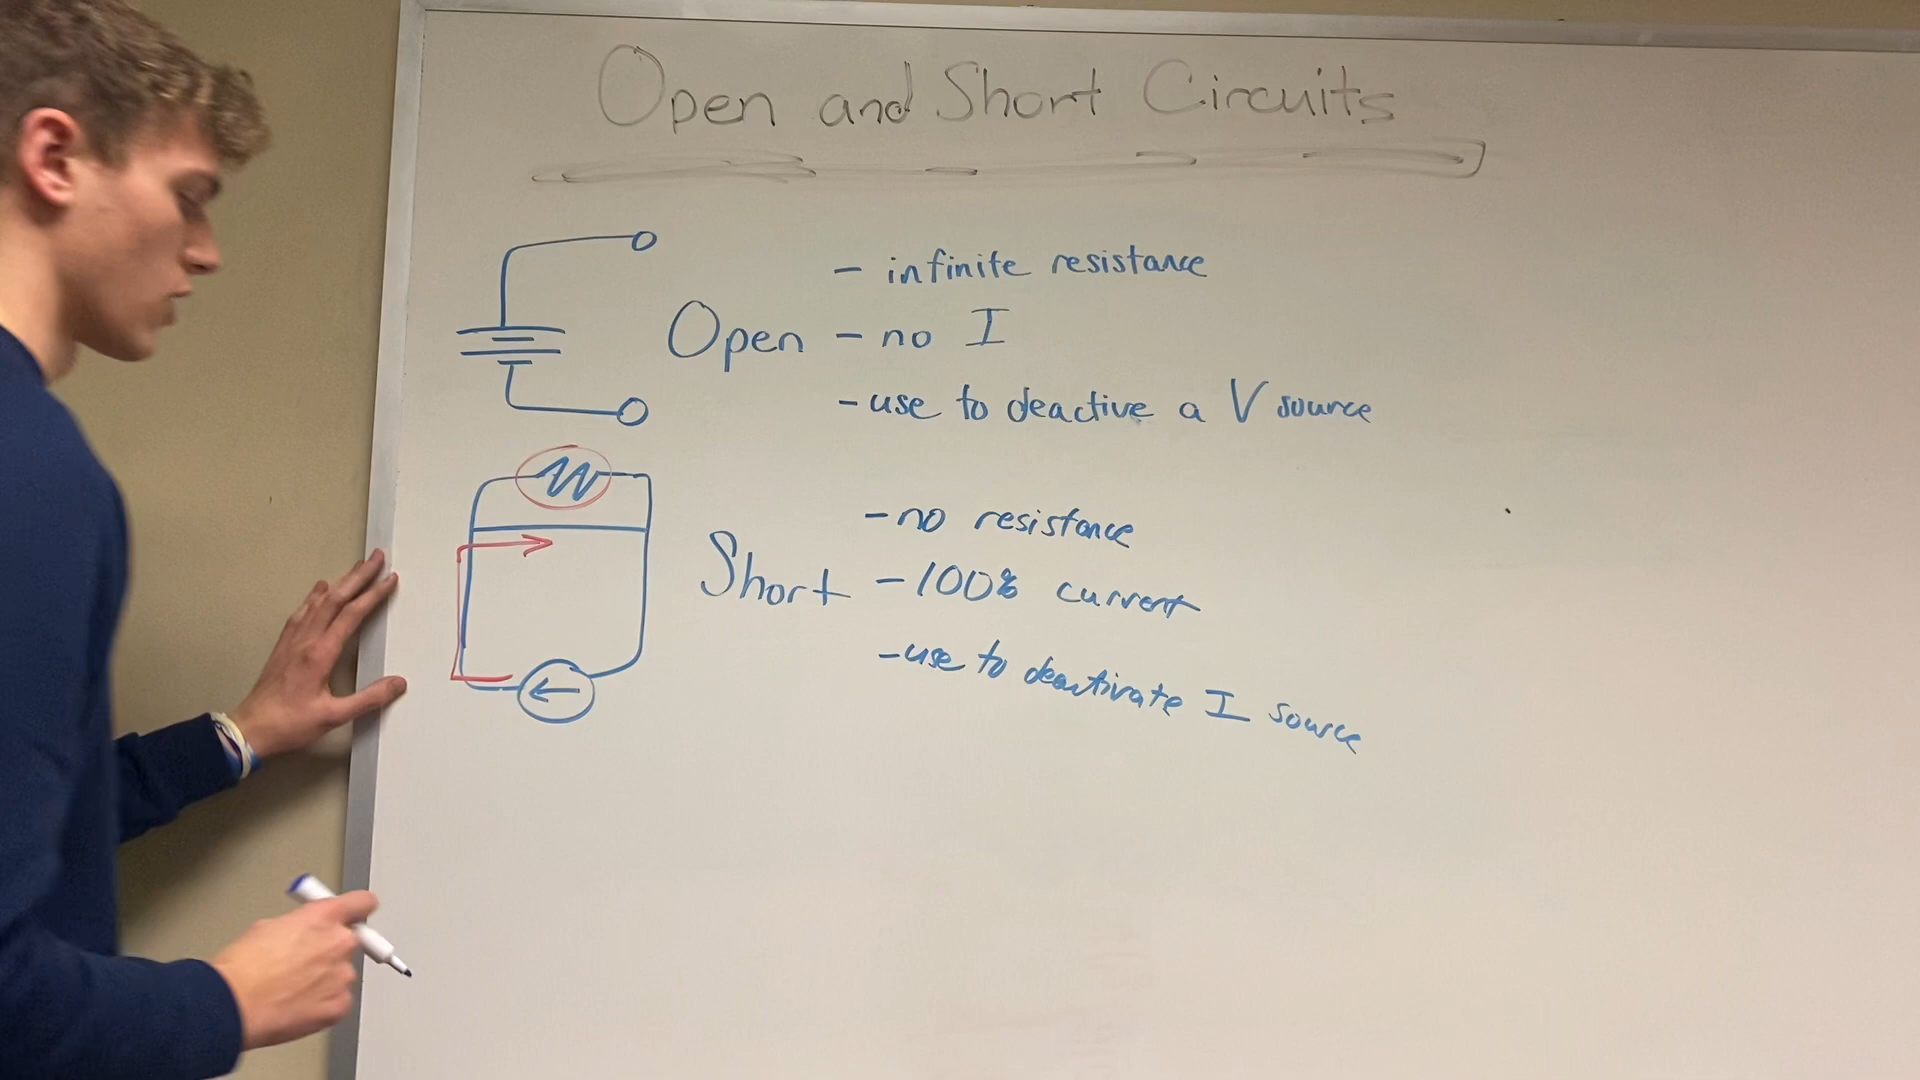 Open and Short Circuits
- infinite resistance
Open - no I
- use to deactive a V source
- no resistance
Short - 100% current
- use to deactivate I source